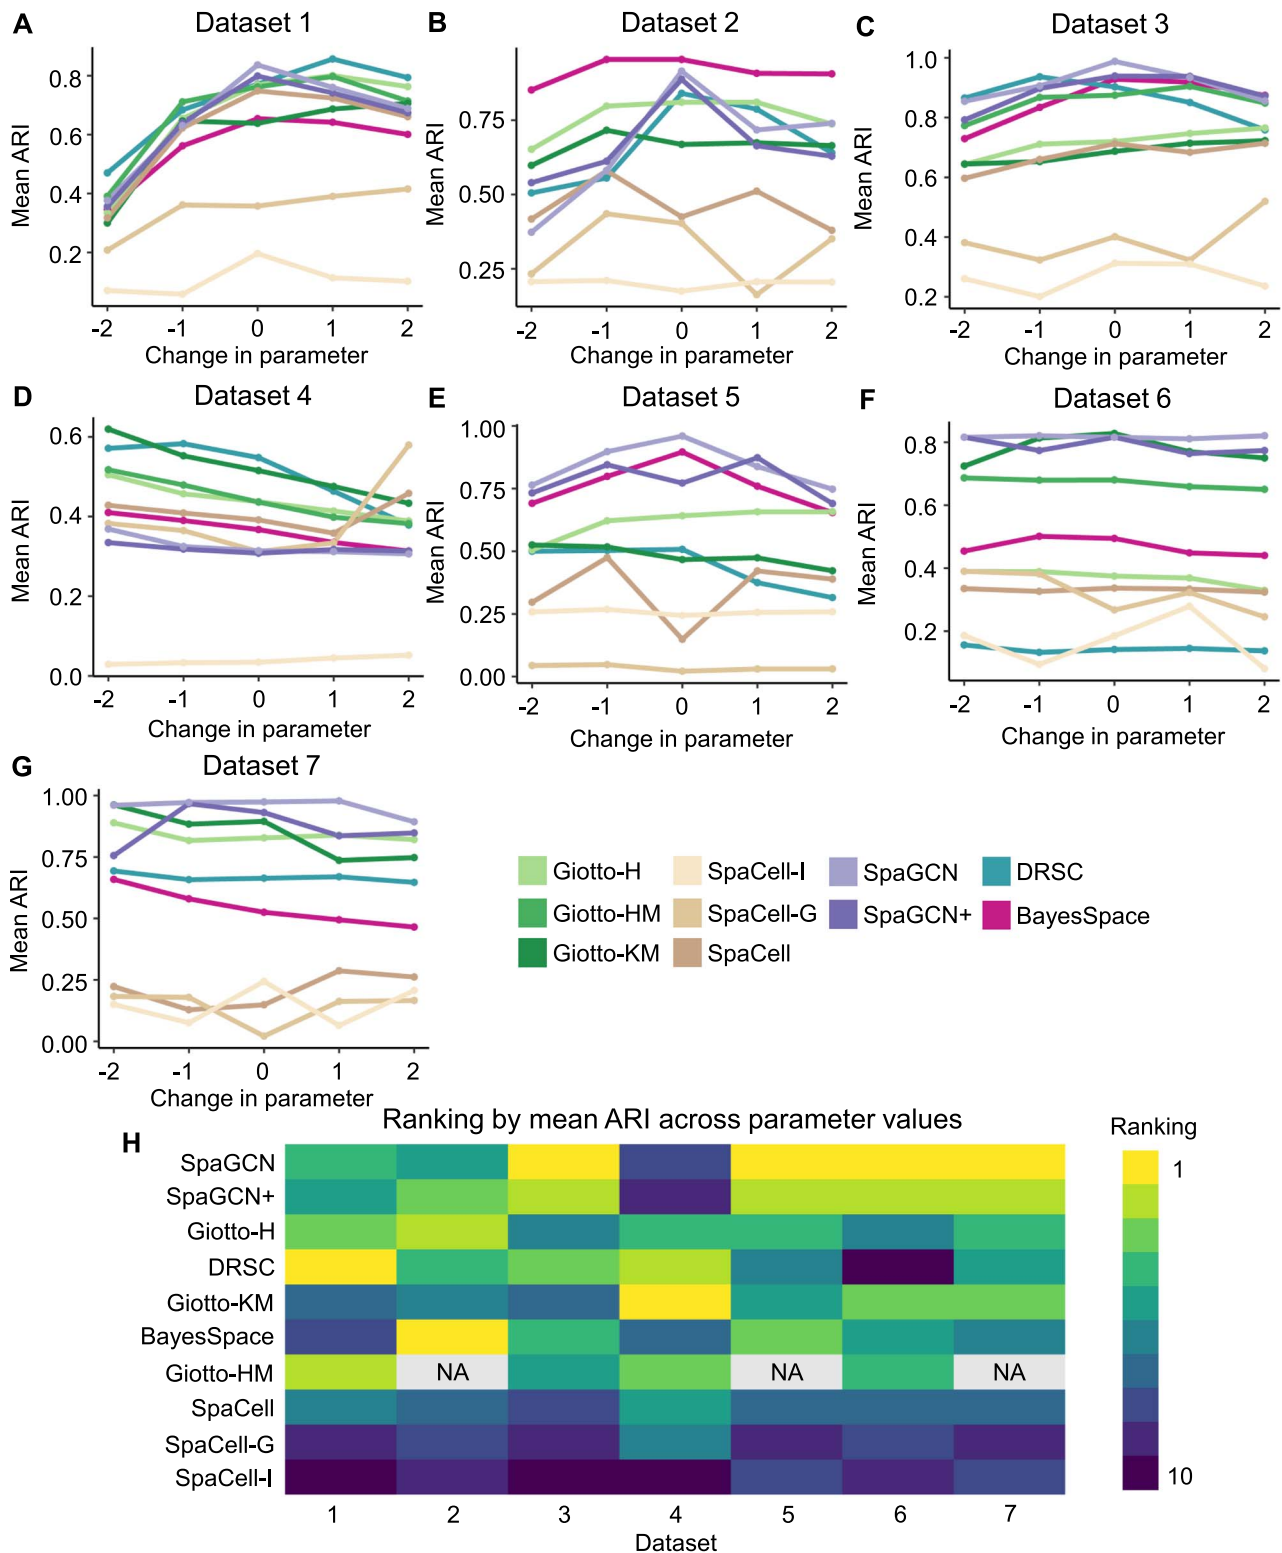 A Dataset 1
Mean ARI
0.8
0.6
0.4
0.2
-2 -1 0 1 2
Change in parameter
B Dataset 2
Mean ARI
0.75
0.50
0.25
-2 -1 0 1 2
Change in parameter
C Dataset 3
Mean ARI
1.0
0.8
0.6
0.4
0.2
-2 -1 0 1 2
Change in parameter
D Dataset 4
Mean ARI
0.6
0.4
0.2
0.0
-2 -1 0 1 2
Change in parameter
E Dataset 5
Mean ARI
1.00
0.75
0.50
0.25
0.00
-2 -1 0 1 2
Change in parameter
F Dataset 6
Mean ARI
0.8
0.6
0.4
0.2
-2 -1 0 1 2
Change in parameter
G Dataset 7
Mean ARI
1.00
0.75
0.50
0.25
0.00
-2 -1 0 1 2
Change in parameter
Giotto-H SpaCell-I SpaGCN DRSC
Giotto-HM SpaCell-G SpaGCN+ BayesSpace
Giotto-KM SpaCell
H Ranking by mean ARI across parameter values
SpaGCN
SpaGCN+
Giotto-H
DRSC
Giotto-KM
BayesSpace
Giotto-HM NA NA NA
SpaCell
SpaCell-G
SpaCell-I
1 2 3 4 5 6 7
Dataset
Ranking
1
10